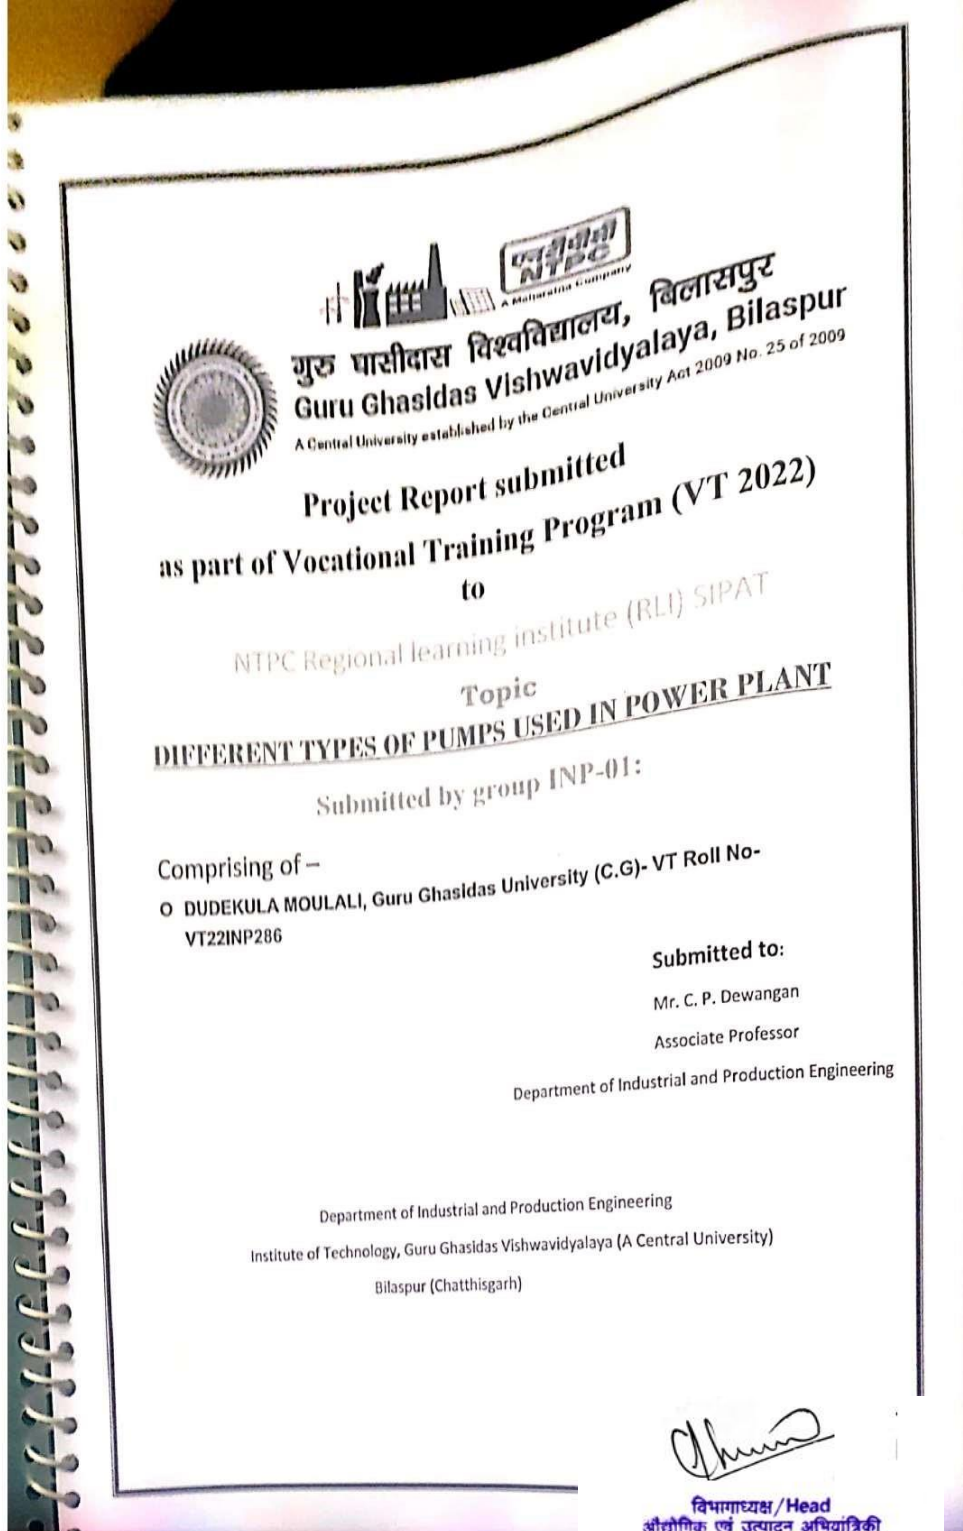 एनटीपीसी
NTPC
A Maharatna Company
गुरु घासीदास विश्वविद्यालय, बिलासपुर
Guru Ghasidas Vishwavidyalaya, Bilaspur
A Central University established by the Central University Act 2009 No. 25 of 2009
Project Report submitted
as part of Vocational Training Program (VT 2022)
to
NTPC Regional learning institute (RLI) SIPAT
Topic
DIFFERENT TYPES OF PUMPS USED IN POWER PLANT
Submitted by group INP-01:
Comprising of –
O DUDEKULA MOULALI, Guru Ghasidas University (C.G)- VT Roll No-
VT22INP286
Submitted to:
Mr. C. P. Dewangan
Associate Professor
Department of Industrial and Production Engineering
Department of Industrial and Production Engineering
Institute of Technology, Guru Ghasidas Vishwavidyalaya (A Central University)
Bilaspur (Chatthisgarh)
विभागाध्यक्ष/Head
औद्योगिक एवं उत्पादन अभियांत्रिकी